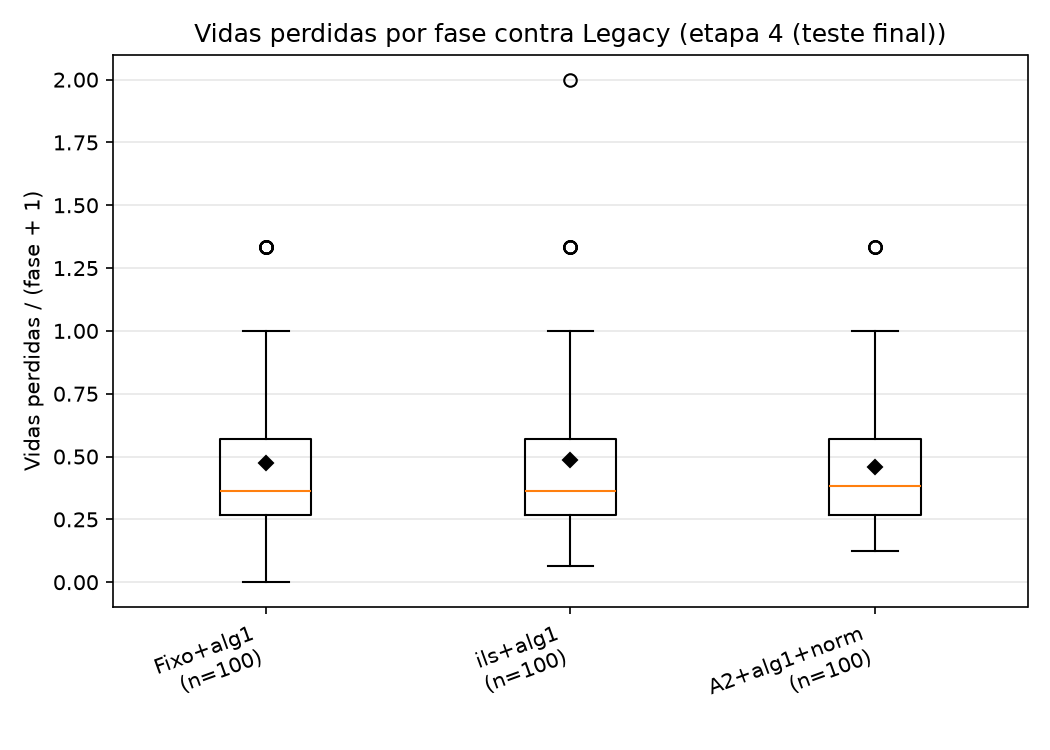 Vidas perdidas por fase contra Legacy (etapa 4 (teste final))
Vidas perdidas / (fase + 1)
2.00
1.75
1.50
1.25
1.00
0.75
0.50
0.25
0.00
Fixo+alg1
(n=100)
ils+alg1
(n=100)
A2+alg1+norm
(n=100)